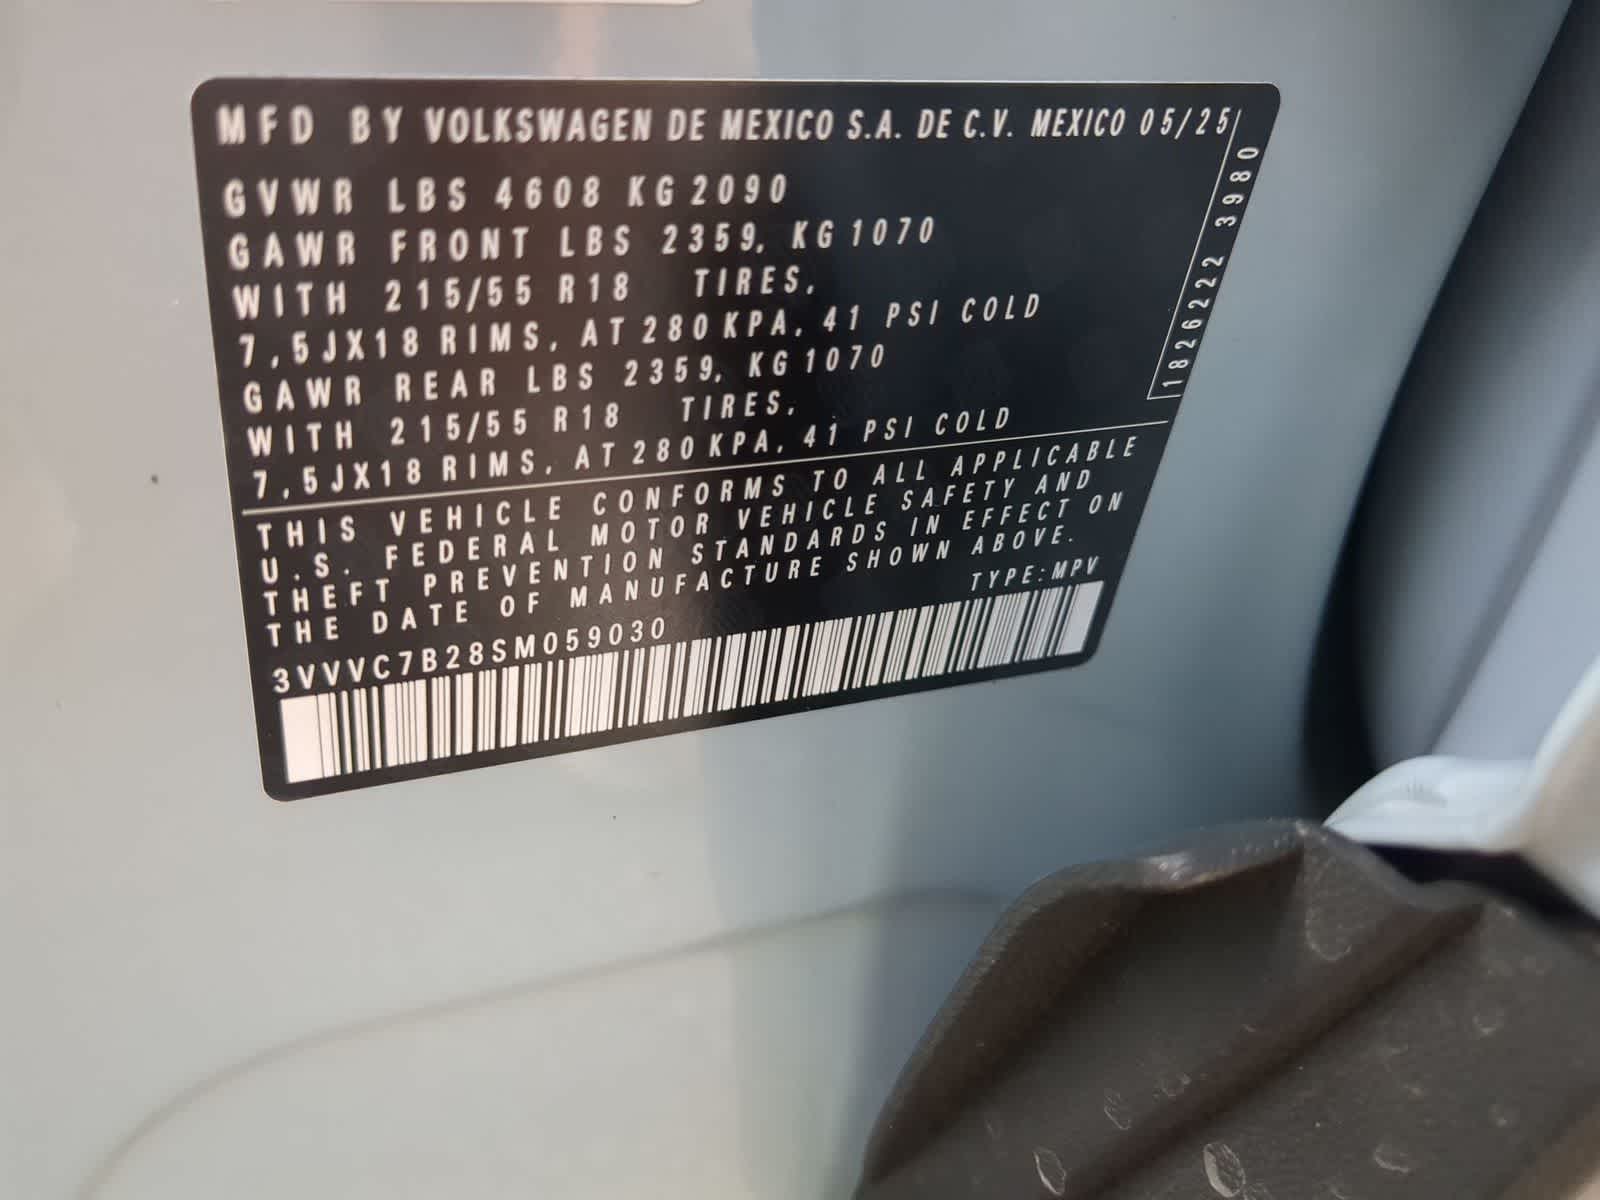 MFD BY VOLKSWAGEN DE MEXICO S.A. DE C.V. MEXICO 05/25
1826222 3980
GVWR LBS 4608 KG 2090
GAWR FRONT LBS 2359, KG 1070
WITH 215/55 R18 TIRES,
7,5JX18 RIMS, AT 280 KPA, 41 PSI COLD
GAWR REAR LBS 2359, KG 1070
WITH 215/55 R18 TIRES,
7,5JX18 RIMS, AT 280 KPA, 41 PSI COLD
THIS VEHICLE CONFORMS TO ALL APPLICABLE
U.S. FEDERAL MOTOR VEHICLE SAFETY AND
THEFT PREVENTION STANDARDS IN EFFECT ON
THE DATE OF MANUFACTURE SHOWN ABOVE.
TYPE:MPV
3VVVC7B28SM059030